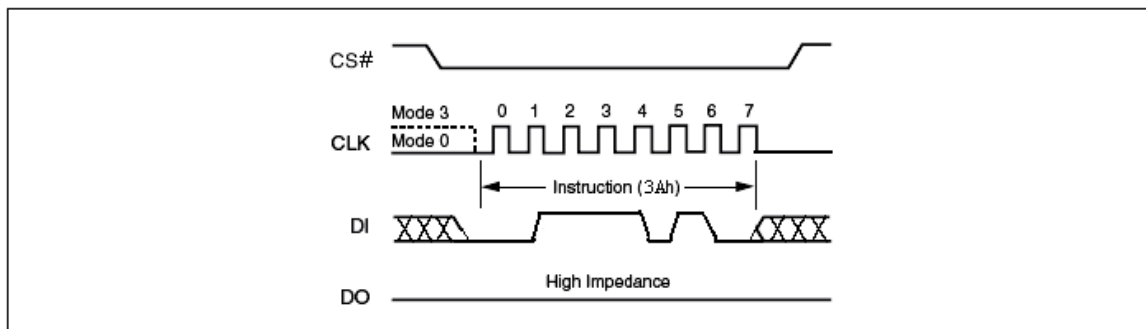 CS#
Mode 3
0 1 2 3 4 5 6 7
CLK
Mode 0
Instruction (3Ah)
DI
High Impedance
DO